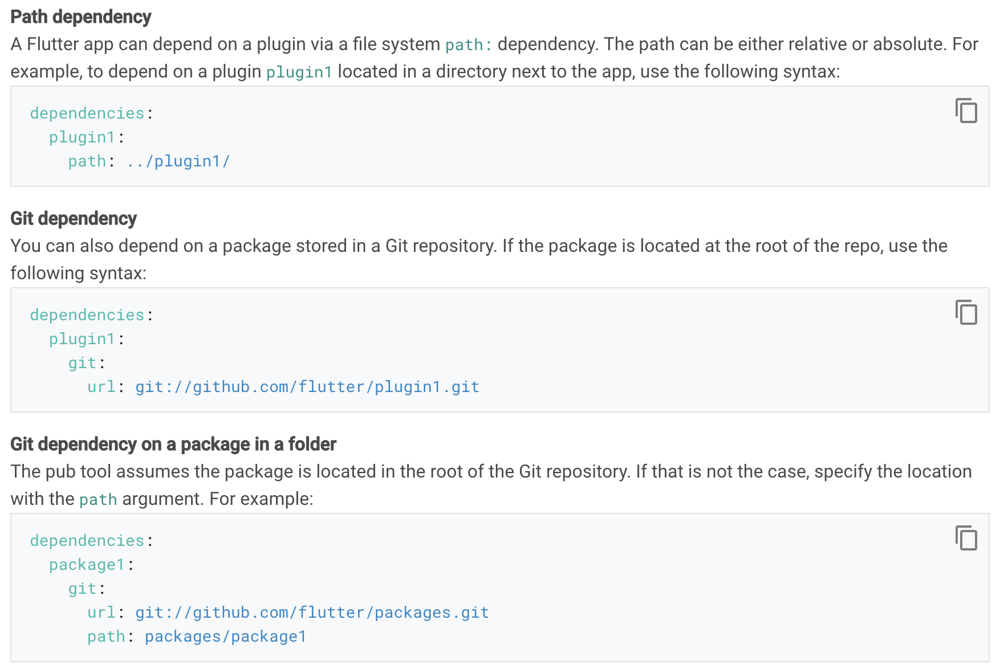 Path dependency
A Flutter app can depend on a plugin via a file system path: dependency. The path can be either relative or absolute. For
example, to depend on a plugin plugin1 located in a directory next to the app, use the following syntax:
dependencies:
  plugin1:
    path: ../plugin1/
Git dependency
You can also depend on a package stored in a Git repository. If the package is located at the root of the repo, use the
following syntax:
dependencies:
  plugin1:
    git:
      url: git://github.com/flutter/plugin1.git
Git dependency on a package in a folder
The pub tool assumes the package is located in the root of the Git repository. If that is not the case, specify the location
with the path argument. For example:
dependencies:
  package1:
    git:
      url: git://github.com/flutter/packages.git
      path: packages/package1